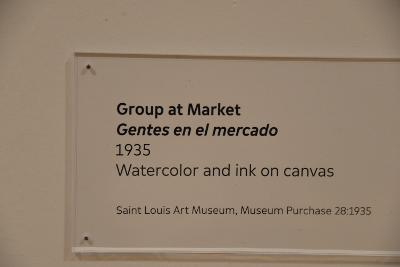 Group at Market
Gentes en el mercado
1935
Watercolor and ink on canvas
Saint Louis Art Museum, Museum Purchase 28:1935